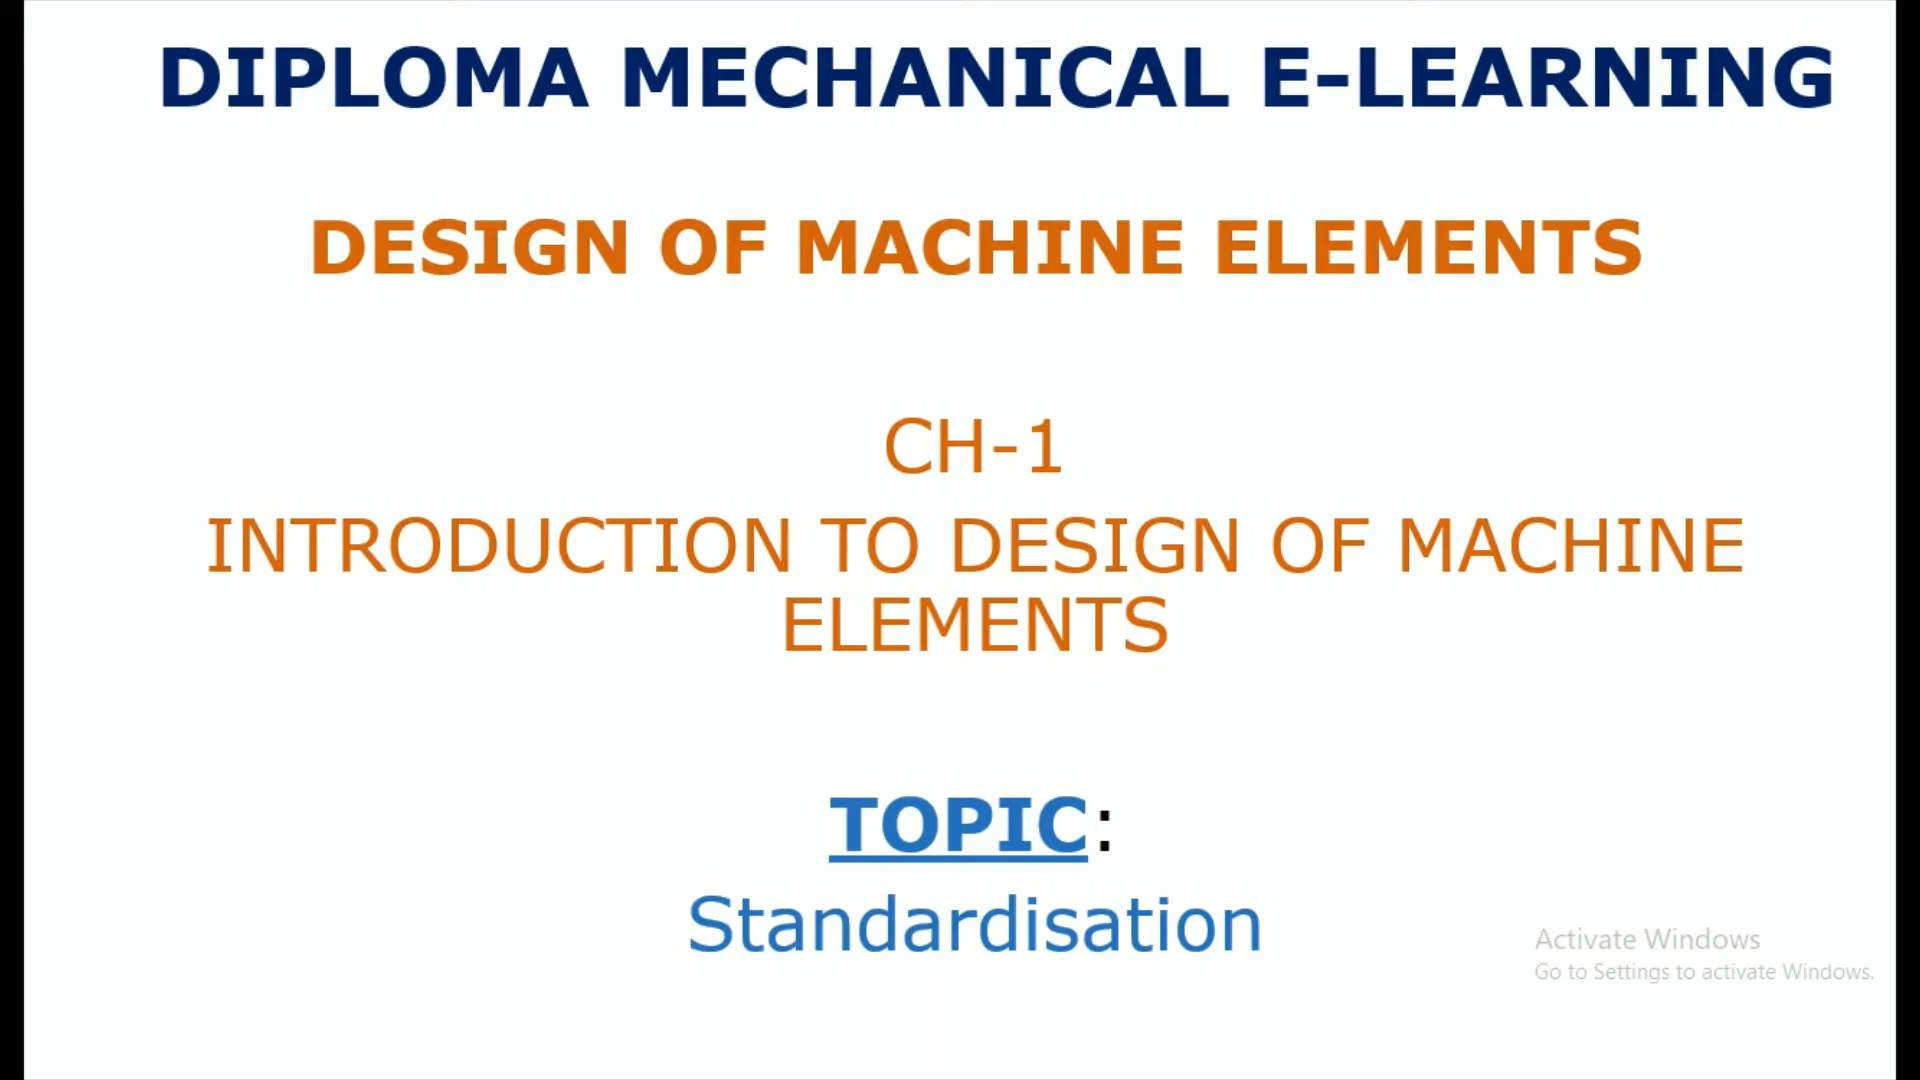 DIPLOMA MECHANICAL E-LEARNING
DESIGN OF MACHINE ELEMENTS
CH-1
INTRODUCTION TO DESIGN OF MACHINE
ELEMENTS
TOPIC:
Standardisation
Activate Windows
Go to Settings to activate Windows.